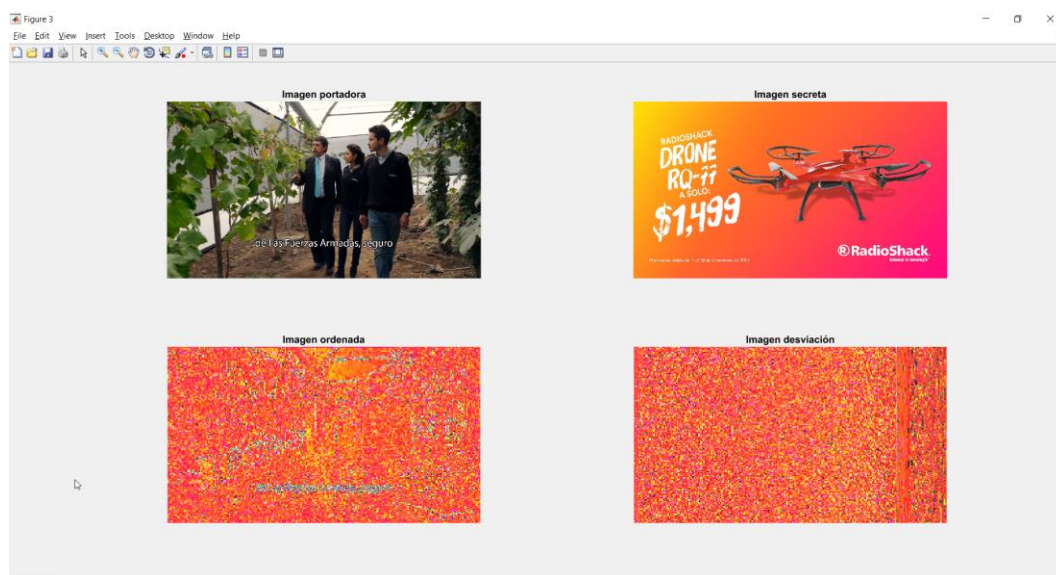 Figure 3
File Edit View Insert Tools Desktop Window Help
Imagen portadora
de las Fuerzas Armadas, seguro
Imagen secreta
RADIOSHACK
DRONE
RQ-77
A SOLO:
$1,499
® RadioShack.
Imagen ordenada
Imagen desviación